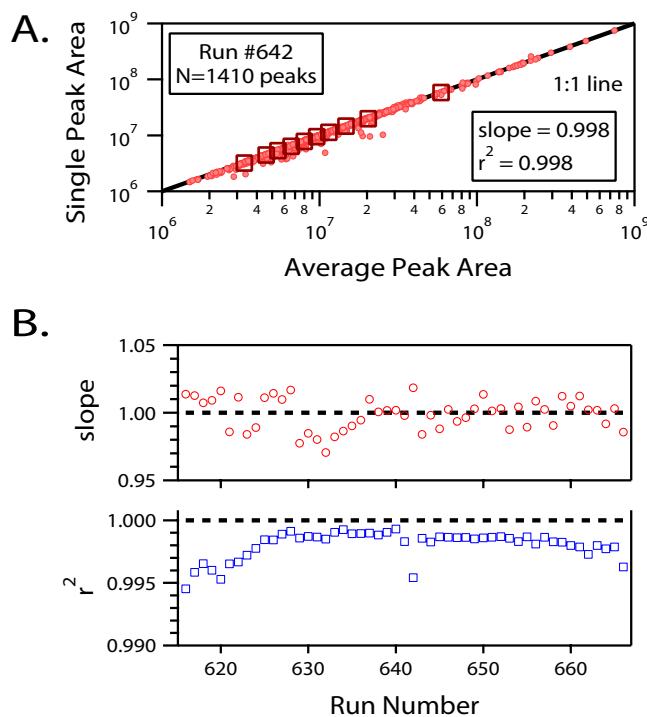 A.
Single Peak Area
10^9
10^8
10^7
10^6
Run #642
N=1410 peaks
1:1 line
slope = 0.998
r^2 = 0.998
2 4 6 8 2 4 6 8 2 4 6 8
10^6 10^7 10^8 10^9
Average Peak Area
B.
slope
1.05
1.00
0.95
r^2
1.000
0.995
0.990
620 630 640 650 660
Run Number